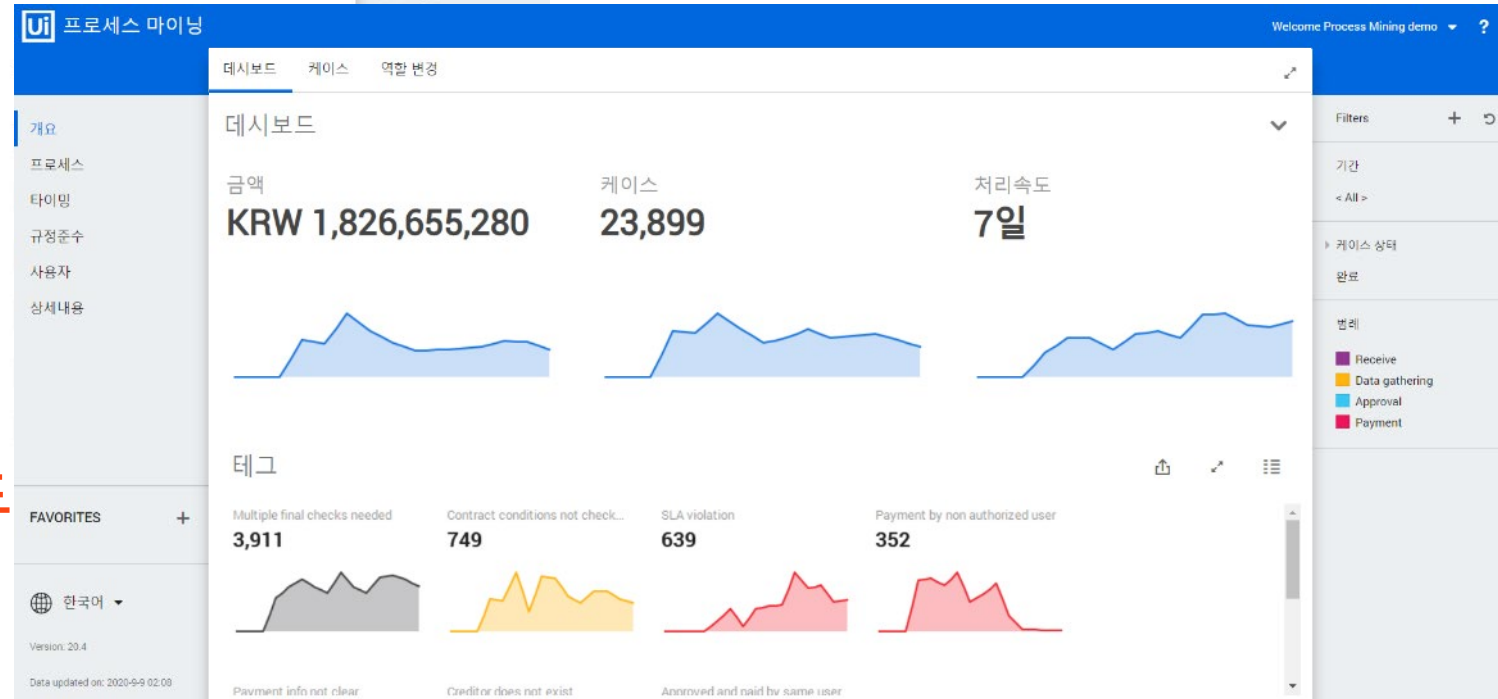 Ui 프로세스 마이닝
Welcome Process Mining demo
?
데시보드 케이스 역할 변경
개요
프로세스
타이밍
규정준수
사용자
상세내용
FAVORITES +
한국어
Version: 20.4
Data updated on: 2020-9-9 02:08
데시보드
금액
KRW 1,826,655,280
케이스
23,899
처리속도
7일
테그
Multiple final checks needed
3,911
Contract conditions not check...
749
SLA violation
639
Payment by non authorized user
352
Payment info not clear
Creditor does not exist
Approved and paid by same user
Filters +
기간
< All >
케이스 상태
완료
범례
Receive
Data gathering
Approval
Payment